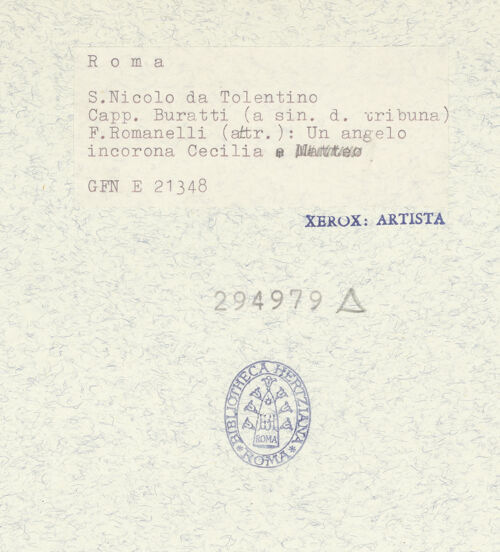 R o m a
S.Nicolo da Tolentino
Capp. Buratti (a sin. d. tribuna)
F.Romanelli (attr.): Un angelo
incorona Cecilia e Matteo
GFN E 21348
XEROX: ARTISTA
294979 △
BIBLIOTHECA HERTZIANA
ROMA
· ROMA ·